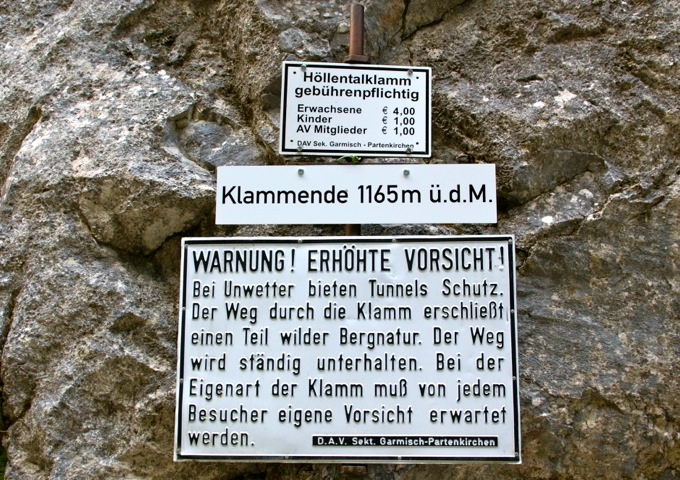 Höllentalklamm
gebührenpflichtig
Erwachsene € 4,00
Kinder € 1,00
AV Mitglieder € 1,00
DAV Sek. Garmisch - Partenkirchen
Klammende 1165 m ü.d.M.
WARNUNG! ERHÖHTE VORSICHT!
Bei Unwetter bieten Tunnels Schutz.
Der Weg durch die Klamm erschließt
einen Teil wilder Bergnatur. Der Weg
wird ständig unterhalten. Bei der
Eigenart der Klamm muß von jedem
Besucher eigene Vorsicht erwartet
werden. D.A.V. Sekt. Garmisch-Partenkirchen